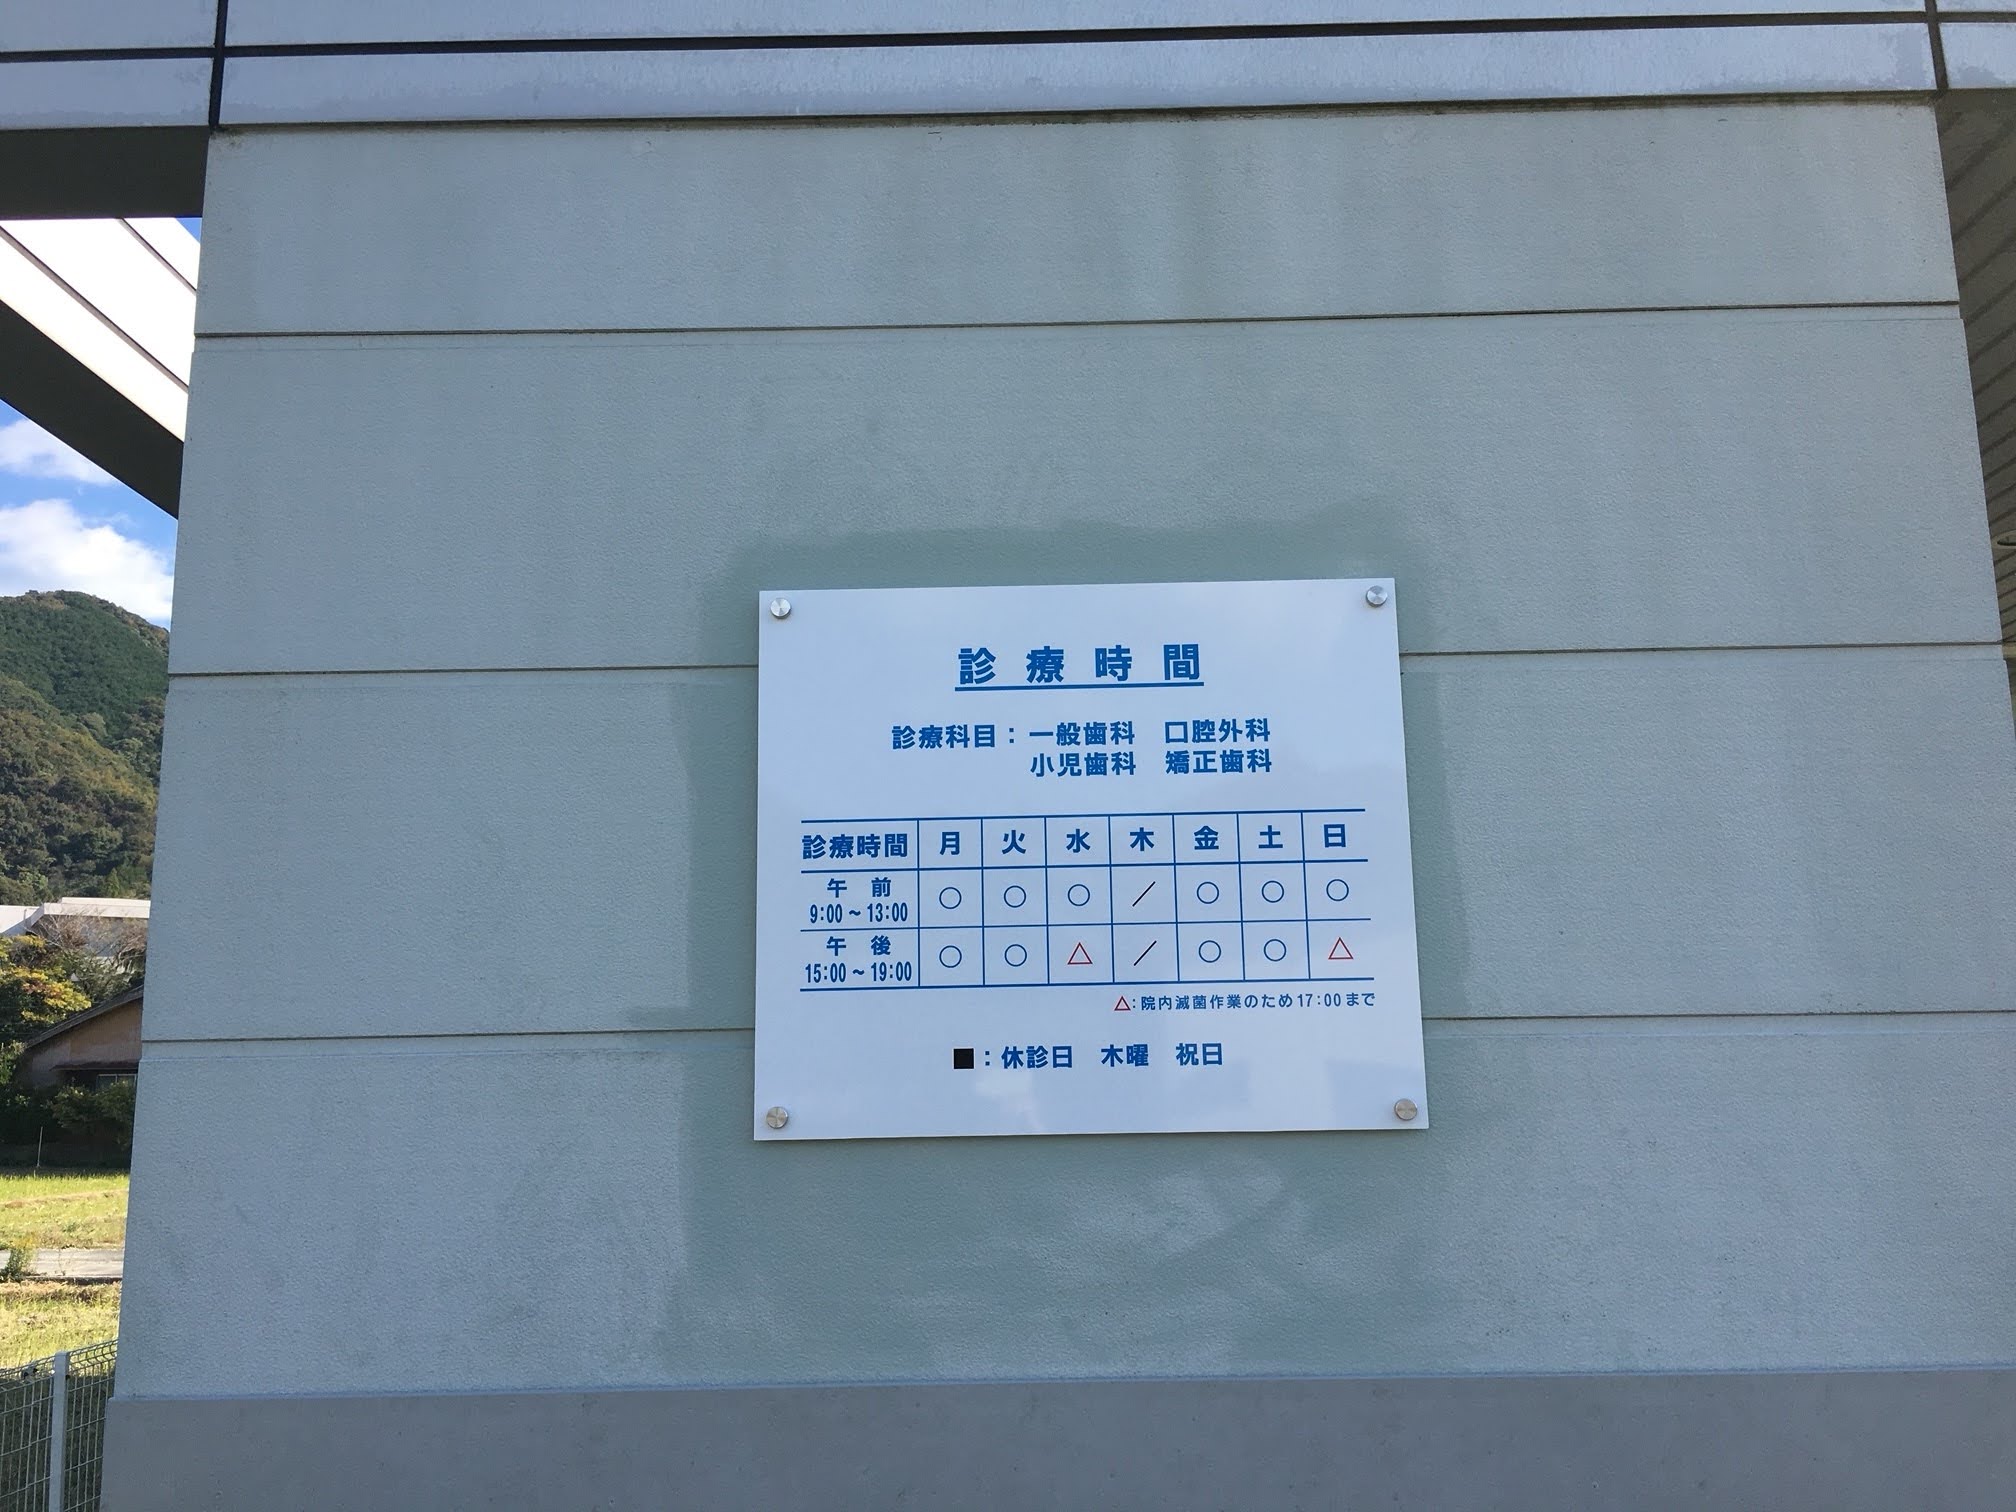 診療時間
診療科目：一般歯科　口腔外科
小児歯科　矯正歯科
診療時間 月 火 水 木 金 土 日
午前
9:00～13:00 ○ ○ ○ ／ ○ ○ ○
午後
15:00～19:00 ○ ○ △ ／ ○ ○ △
△：院内滅菌作業のため17：00まで
■：休診日　木曜　祝日